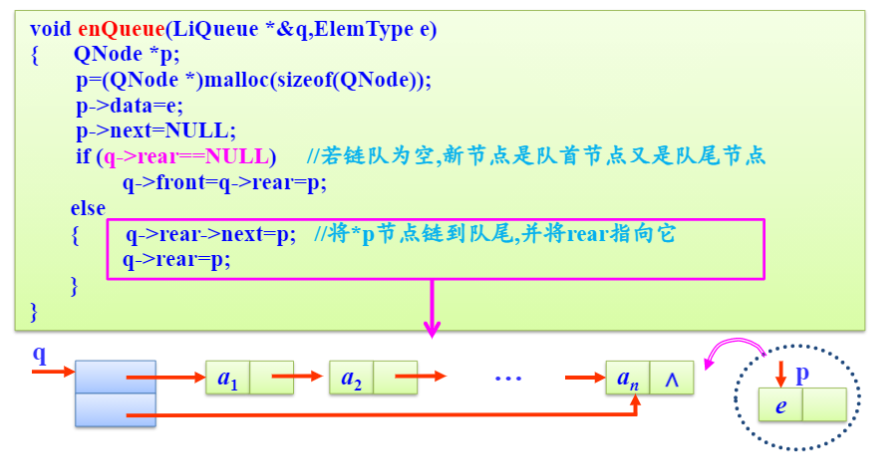 void enQueue(LiQueue *&q,ElemType e)
{ QNode *p;
p=(QNode *)malloc(sizeof(QNode));
p->data=e;
p->next=NULL;
if (q->rear==NULL) //若链队为空,新节点是队首节点又是队尾节点
q->front=q->rear=p;
else
{ q->rear->next=p; //将*p节点链到队尾,并将rear指向它
q->rear=p;
}
}
q
a1 a2 … an ∧
p
e